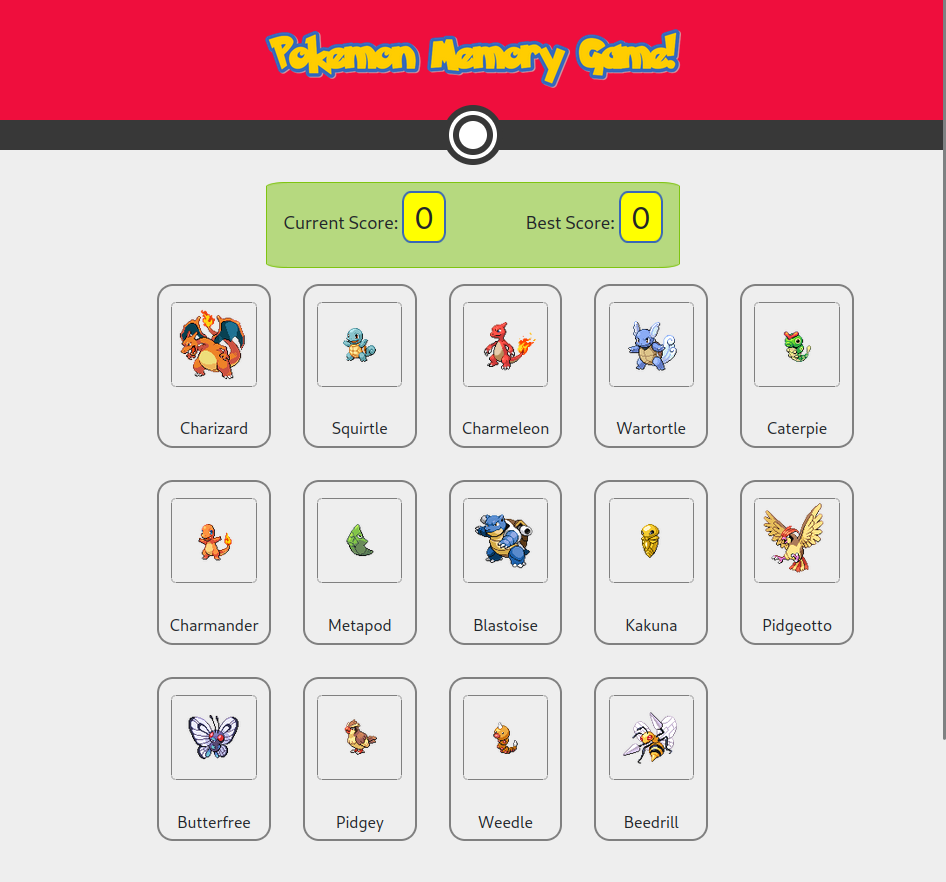 Pokemon Memory Game!
Current Score: 0 Best Score: 0
Charizard Squirtle Charmeleon Wartortle Caterpie
Charmander Metapod Blastoise Kakuna Pidgeotto
Butterfree Pidgey Weedle Beedrill